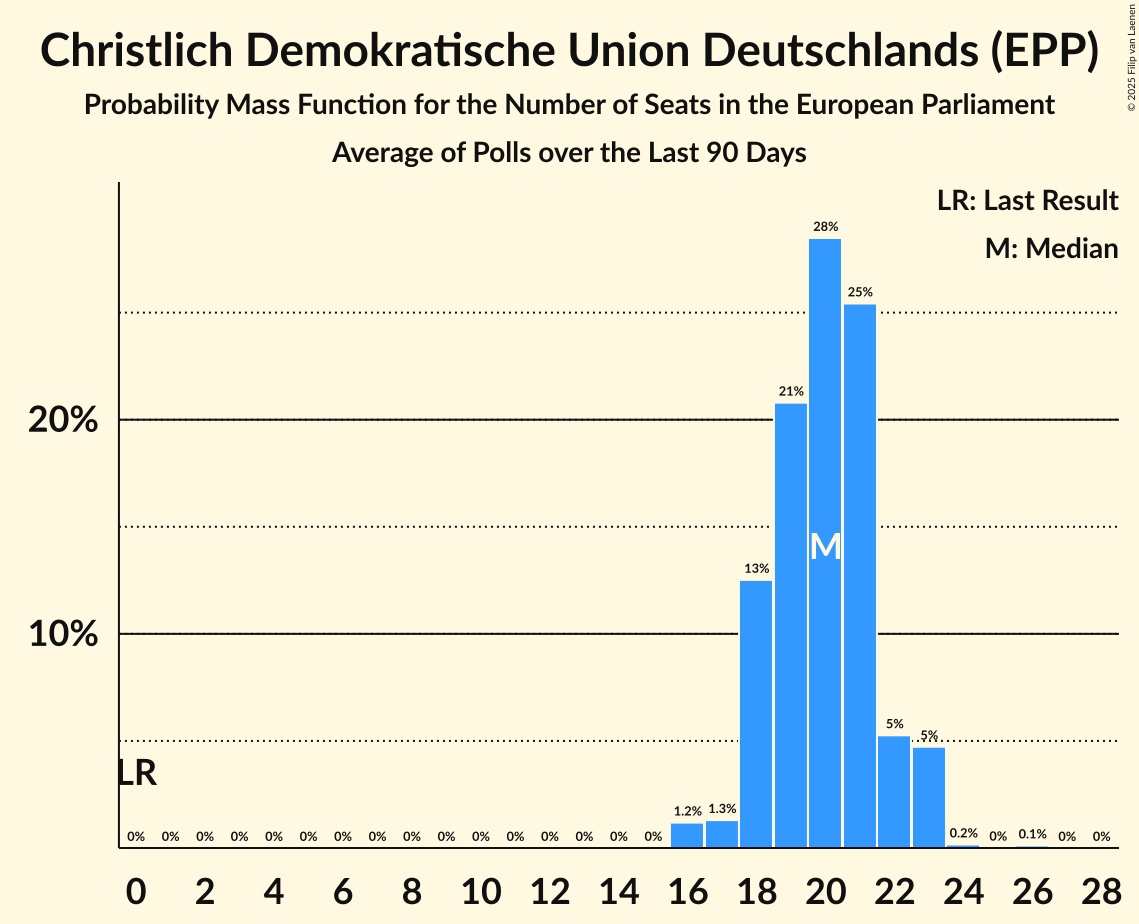 Christlich Demokratische Union Deutschlands (EPP)
Probability Mass Function for the Number of Seats in the European Parliament
Average of Polls over the Last 90 Days
© 2025 Filip van Laenen
LR: Last Result
M: Median
28%
25%
21%
20%
M
13%
10%
5%
5%
LR
1.2%
1.3%
0% 0% 0% 0% 0% 0% 0% 0% 0% 0% 0% 0% 0% 0% 0% 0% 0.2% 0% 0.1% 0% 0%
0 2 4 6 8 10 12 14 16 18 20 22 24 26 28